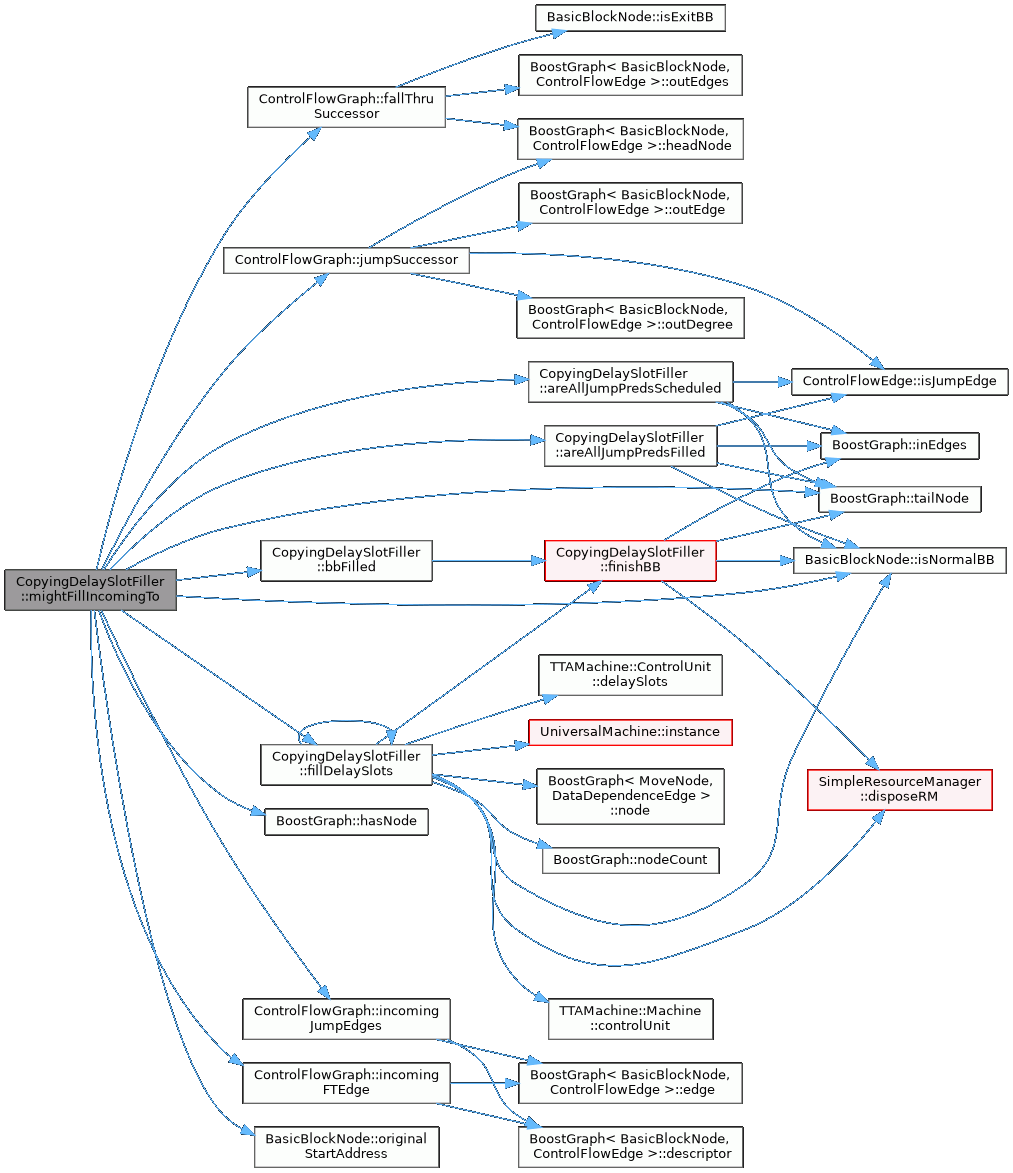 BasicBlockNode::isExitBB
BoostGraph< BasicBlockNode,
ControlFlowEdge >::outEdges
ControlFlowGraph::fallThru
Successor
BoostGraph< BasicBlockNode,
ControlFlowEdge >::headNode
BoostGraph< BasicBlockNode,
ControlFlowEdge >::outEdge
ControlFlowGraph::jumpSuccessor
BoostGraph< BasicBlockNode,
ControlFlowEdge >::outDegree
CopyingDelaySlotFiller
::areAllJumpPredsScheduled
ControlFlowEdge::isJumpEdge
CopyingDelaySlotFiller
::areAllJumpPredsFilled
BoostGraph::inEdges
BoostGraph::tailNode
CopyingDelaySlotFiller
::bbFilled
CopyingDelaySlotFiller
::finishBB
BasicBlockNode::isNormalBB
CopyingDelaySlotFiller
::mightFillIncomingTo
TTAMachine::ControlUnit
::delaySlots
UniversalMachine::instance
CopyingDelaySlotFiller
::fillDelaySlots
BoostGraph< MoveNode,
DataDependenceEdge >
::node
SimpleResourceManager
::disposeRM
BoostGraph::hasNode
BoostGraph::nodeCount
ControlFlowGraph::incoming
JumpEdges
TTAMachine::Machine
::controlUnit
ControlFlowGraph::incoming
FTEdge
BoostGraph< BasicBlockNode,
ControlFlowEdge >::edge
BasicBlockNode::original
StartAddress
BoostGraph< BasicBlockNode,
ControlFlowEdge >::descriptor